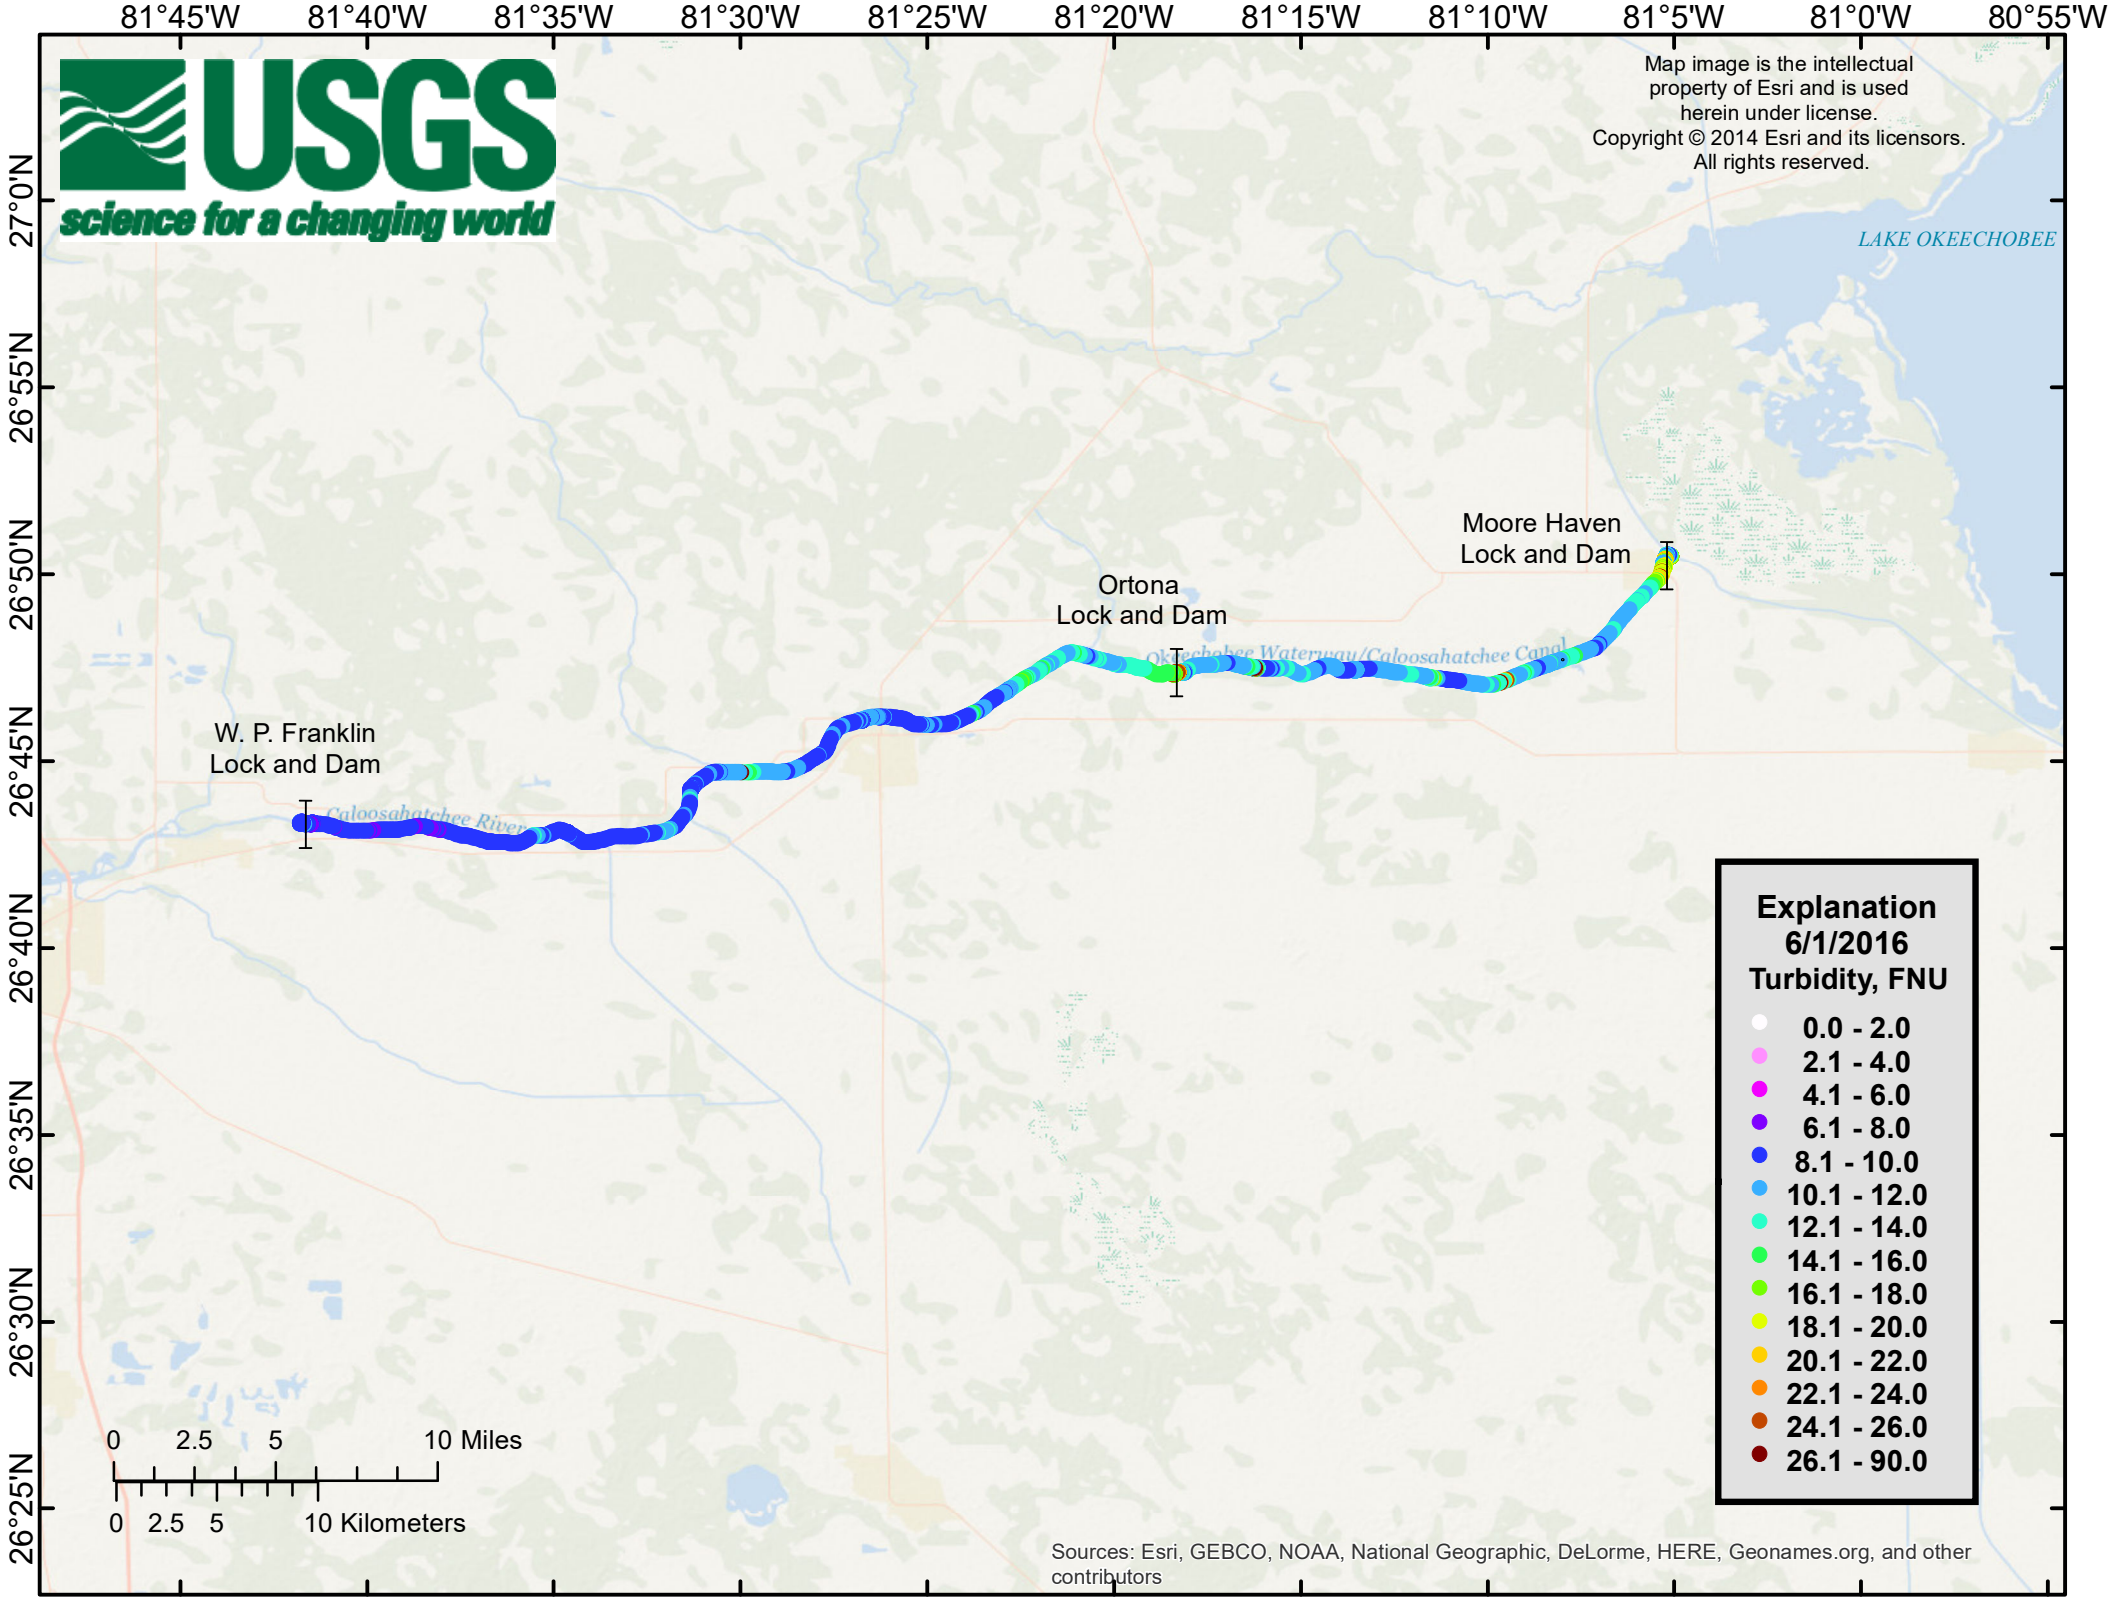 81°45'W 81°40'W 81°35'W 81°30'W 81°25'W 81°20'W 81°15'W 81°10'W 81°5'W 81°0'W 80°55'W
USGS
science for a changing world
Map image is the intellectual
property of Esri and is used
herein under license.
Copyright © 2014 Esri and its licensors.
All rights reserved.
27°0'N
26°55'N
26°50'N
26°45'N
26°40'N
26°35'N
26°30'N
26°25'N
LAKE OKEECHOBEE
Moore Haven
Lock and Dam
Ortona
Lock and Dam
Okeechobee Waterway/Caloosahatchee Canal
W. P. Franklin
Lock and Dam
Caloosahatchee River
Explanation
6/1/2016
Turbidity, FNU
0.0 - 2.0
2.1 - 4.0
4.1 - 6.0
6.1 - 8.0
8.1 - 10.0
10.1 - 12.0
12.1 - 14.0
14.1 - 16.0
16.1 - 18.0
18.1 - 20.0
20.1 - 22.0
22.1 - 24.0
24.1 - 26.0
26.1 - 90.0
0 2.5 5 10 Miles
0 2.5 5 10 Kilometers
Sources: Esri, GEBCO, NOAA, National Geographic, DeLorme, HERE, Geonames.org, and other
contributors